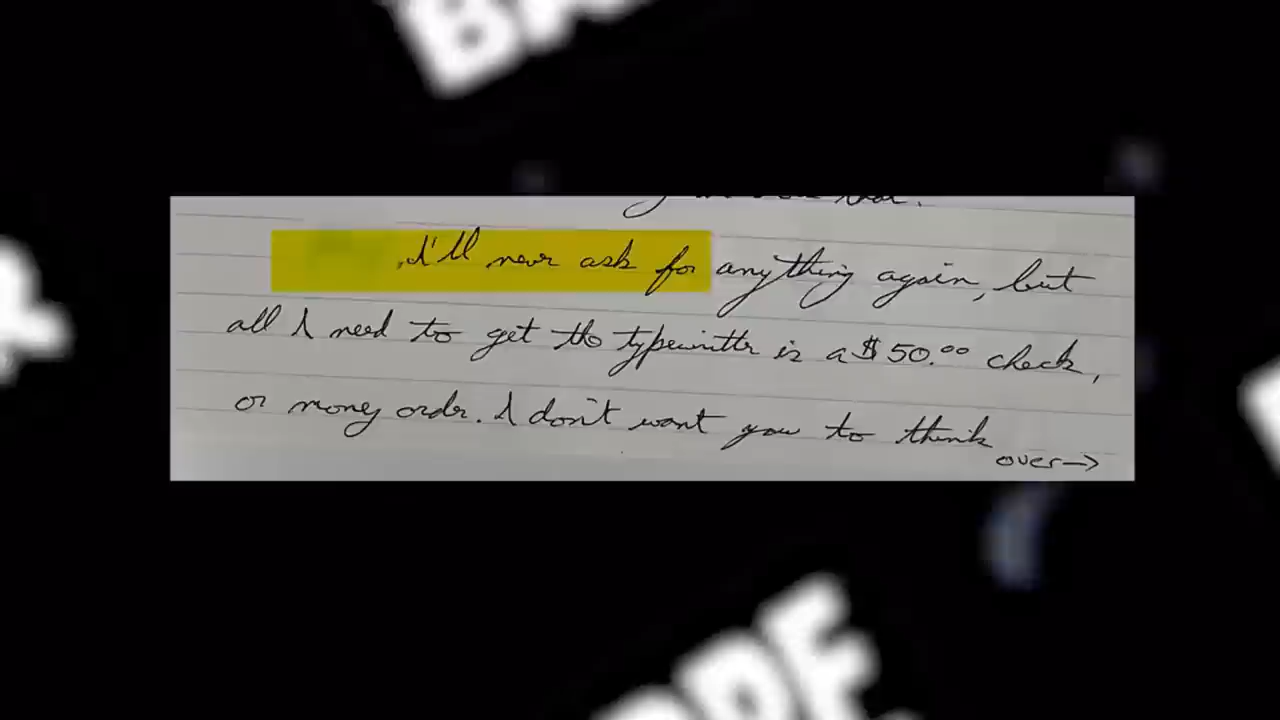 , I'll never ask for anything again, but
all I need to get the typewritter is a $50.00 check,
or money order. I don't want you to think
over→